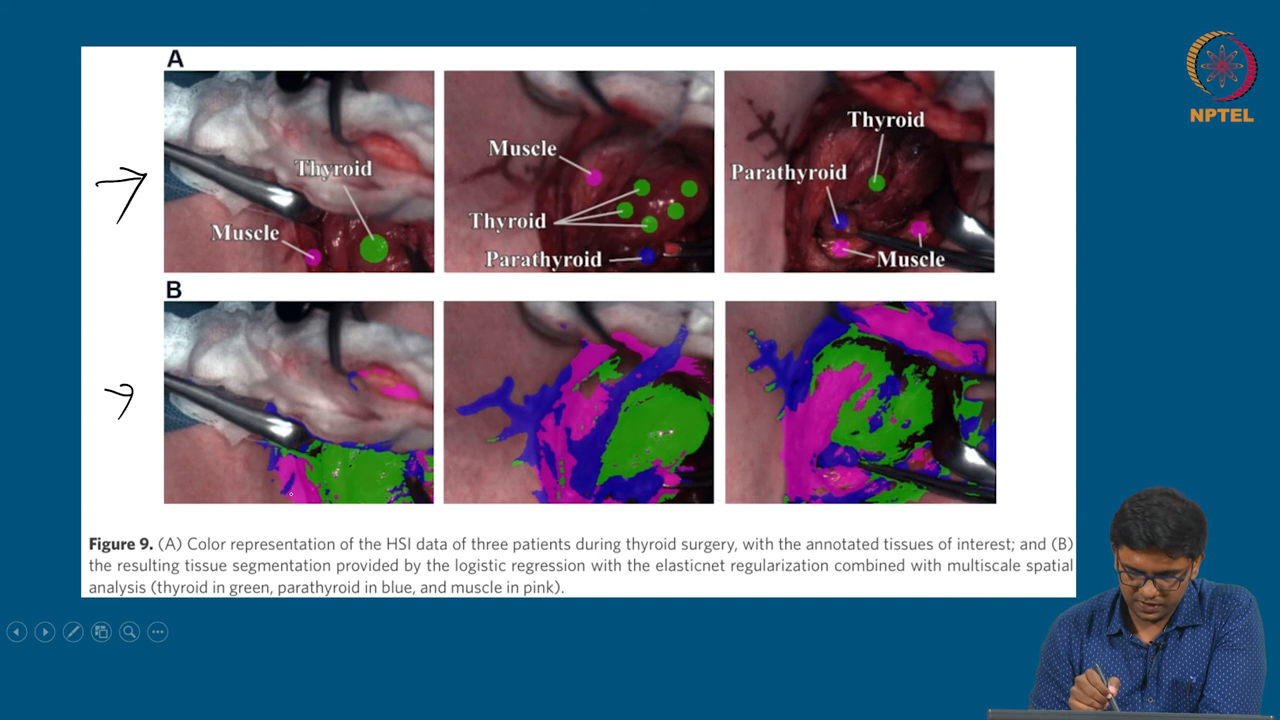 A
Thyroid
Muscle
Muscle
Thyroid
Parathyroid
Thyroid
Parathyroid
Muscle
B
Figure 9. (A) Color representation of the HSI data of three patients during thyroid surgery, with the annotated tissues of interest; and (B)
the resulting tissue segmentation provided by the logistic regression with the elasticnet regularization combined with multiscale spatial
analysis (thyroid in green, parathyroid in blue, and muscle in pink).
NPTEL